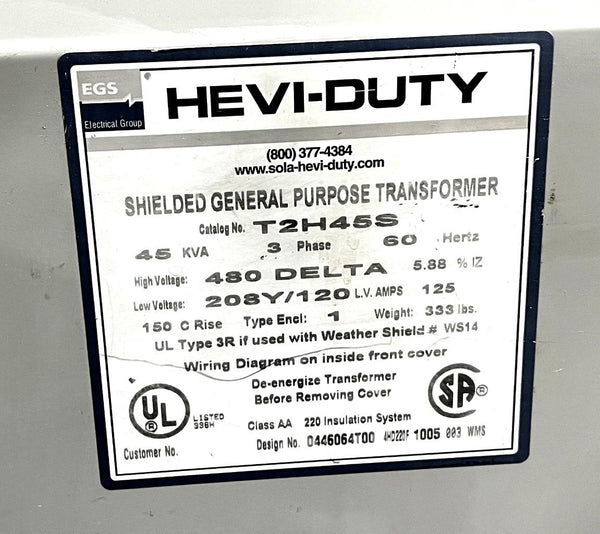 EGS
Electrical Group
HEVI-DUTY
(800) 377-4384
www.sola-hevi-duty.com
SHIELDED GENERAL PURPOSE TRANSFORMER
Catalog No. T2H45S
45 KVA 3 Phase 60 Hertz
High Voltage: 480 DELTA 5.88 % IZ
Low Voltage: 208Y/120 L.V. AMPS 125
150 C Rise Type Encl: 1 Weight: 333 lbs.
UL Type 3R if used with Weather Shield # WS14
Wiring Diagram on inside front cover
De-energize Transformer
Before Removing Cover
UL ® LISTED
Class AA 220 Insulation System
Customer No. Design No. 0446064T00 4HD220F 1005 003 WMS
SA ®